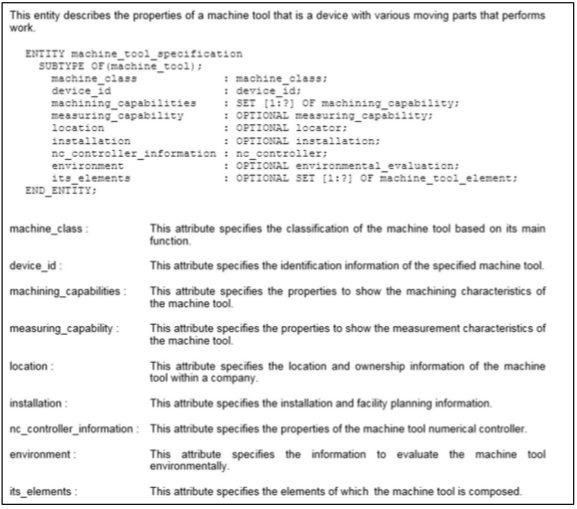 This entity describes the properties of a machine tool that is a device with various moving parts that performs
work.
ENTITY machine_tool_specification
SUBTYPE OF(machine_tool);
machine_class : machine_class;
device_id : device_id;
machining_capabilities : SET [1:?] OF machining_capability;
measuring_capability : OPTIONAL measuring_capability;
location : OPTIONAL locator;
installation : OPTIONAL installation;
nc_controller_information : nc_controller;
environment : OPTIONAL environmental_evaluation;
its_elements : OPTIONAL SET [1:?] OF machine_tool_element;
END_ENTITY;
machine_class : This attribute specifies the classification of the machine tool based on its main
function.
device_id : This attribute specifies the identification information of the specified machine tool.
machining_capabilities : This attribute specifies the properties to show the machining characteristics of
the machine tool.
measuring_capability : This attribute specifies the properties to show the measurement characteristics of
the machine tool.
location : This attribute specifies the location and ownership information of the machine
tool within a company.
installation : This attribute specifies the installation and facility planning information.
nc_controller_information : This attribute specifies the properties of the machine tool numerical controller.
environment : This attribute specifies the information to evaluate the machine tool
environmentally.
its_elements : This attribute specifies the elements of which the machine tool is composed.